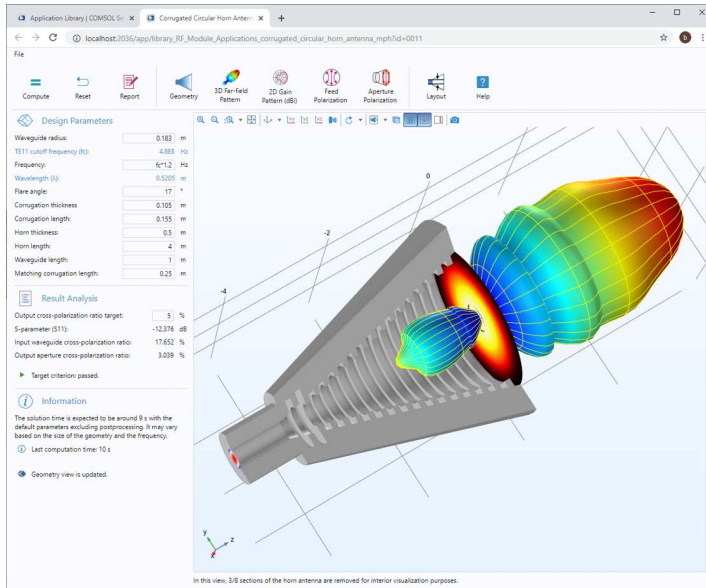 Application Library | COMSOL Se
Corrugated Circular Horn Antenn
localhost:2036/app/library_RF_Module_Applications_corrugated_circular_horn_antenna_mph?id=0011
b
File
Compute
Reset
Report
Geometry
3D Far-field Pattern
2D Gain Pattern (dBi)
Feed Polarization
Aperture Polarization
Layout
Help
Design Parameters
Waveguide radius: 0.183 m
TE11 cutoff frequency (fc): 4.8E8 Hz
Frequency: fc*1.2 Hz
Wavelength (λ): 0.5205 m
Flare angle: 17 °
Corrugation thickness 0.105 m
Corrugation length: 0.155 m
Horn thickness: 0.5 m
Horn length: 4 m
Waveguide length: 1 m
Matching corrugation length: 0.25 m
Result Analysis
Output cross-polarization ratio target: 5 %
S-parameter (S11): -12.376 dB
Input waveguide cross-polarization ratio: 17.652 %
Output aperture cross-polarization ratio: 3.039 %
Target criterion: passed.
Information
The solution time is expected to be around 9 s with the
default parameters excluding postprocessing. It may vary
based on the size of the geometry and the frequency.
Last computation time: 10 s
Geometry view is updated.
0
-2
-4
y
z
x
In this view, 3/8 sections of the horn antenna are removed for interior visualization purposes.